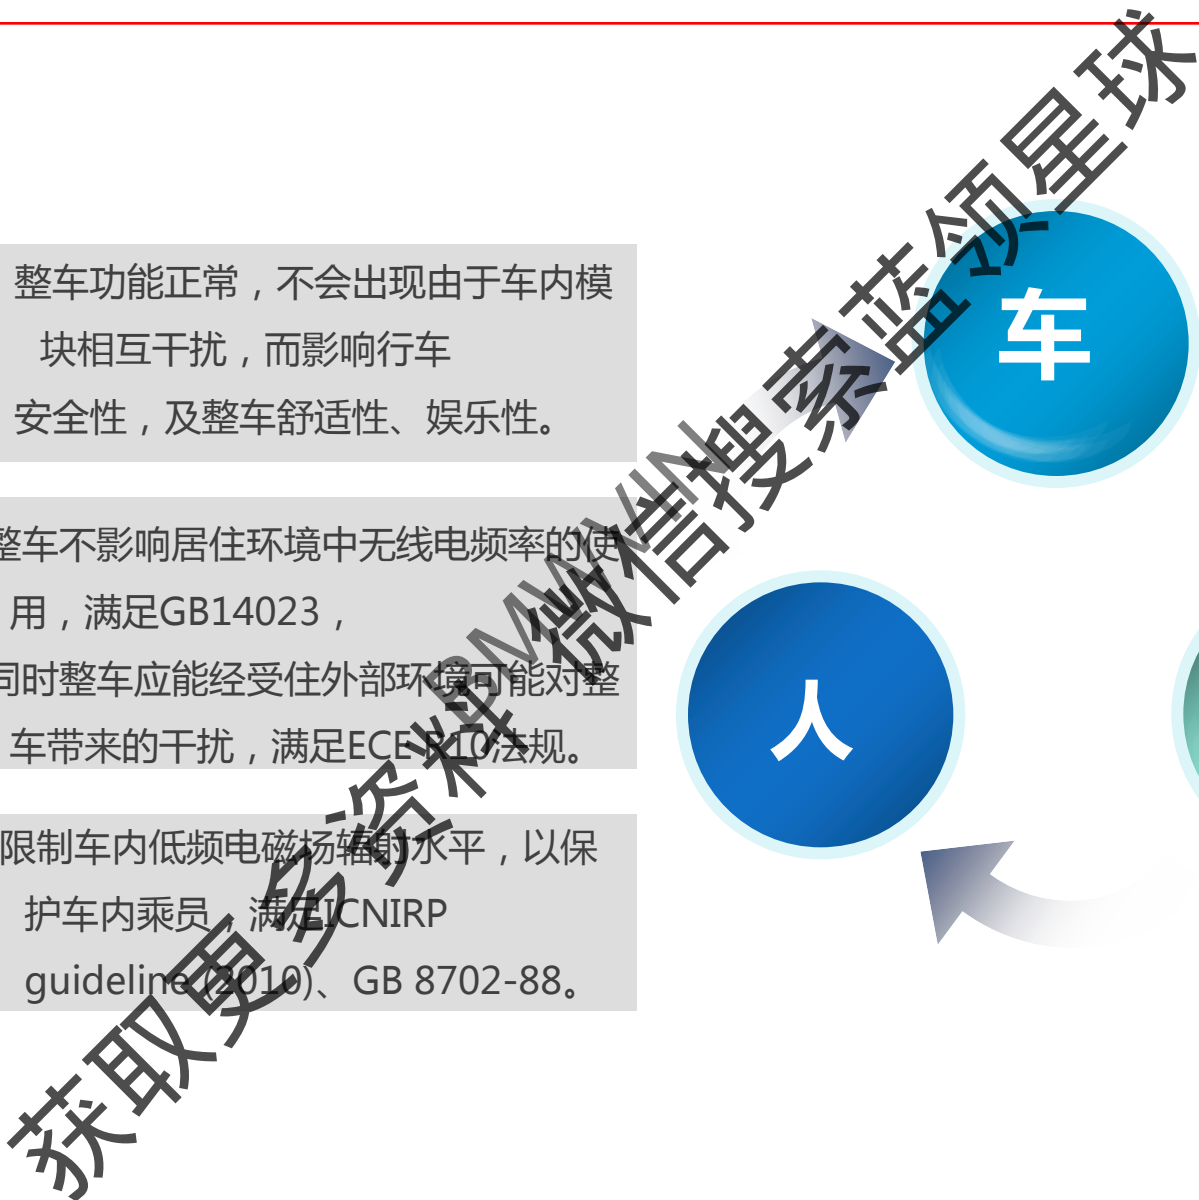 整车功能正常，不会出现由于车内模
块相互干扰，而影响行车
安全性，及整车舒适性、娱乐性。
整车不影响居住环境中无线电频率的使
用，满足GB14023，
同时整车应能经受住外部环境可能对整
车带来的干扰，满足ECE R10法规。
限制车内低频电磁场辐射水平，以保
护车内乘员，满足ICNIRP
guideline (2010)、GB 8702-88。
车
人
获取更多资料 微信搜索蓝领星球
BMWVIN